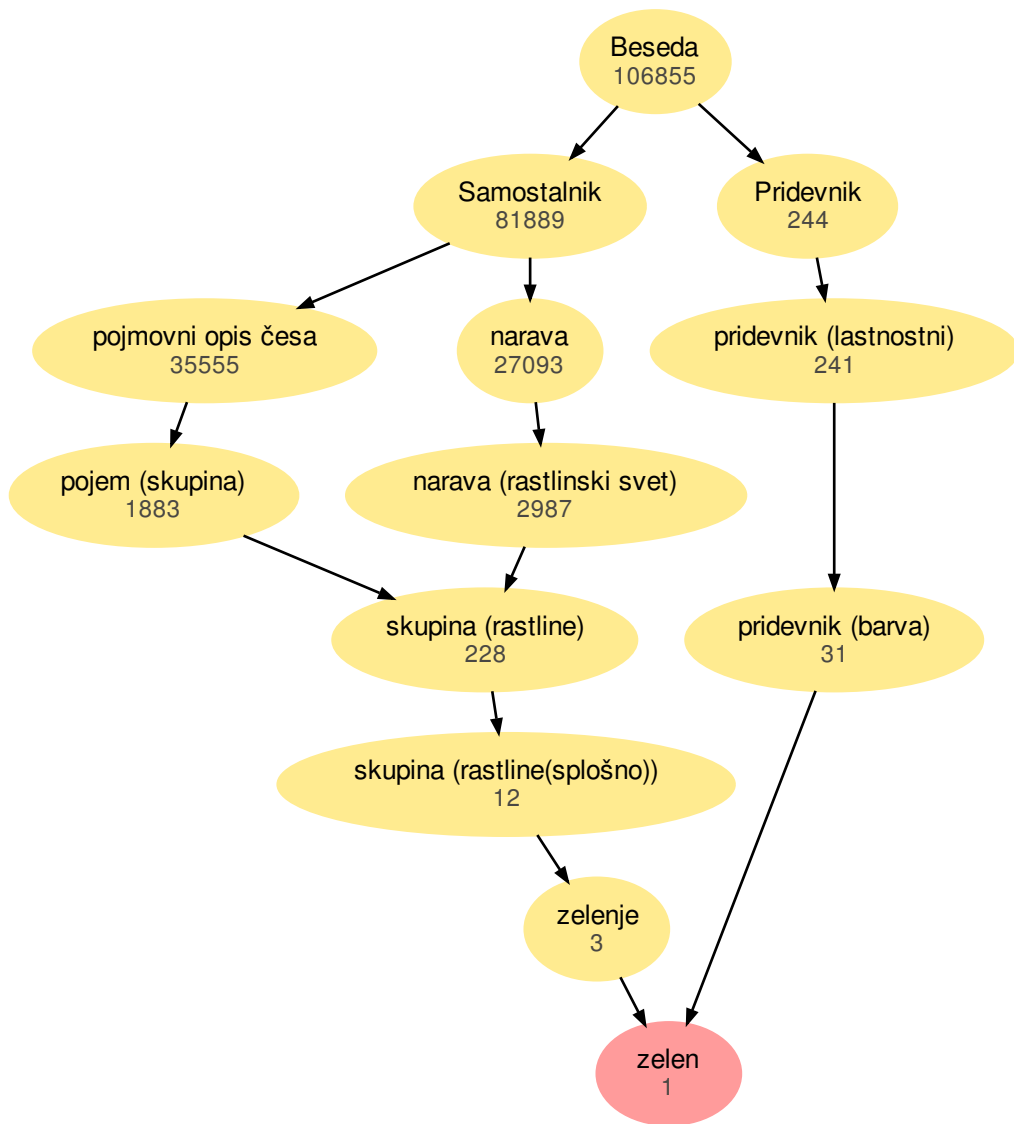 Beseda
106855
Samostalnik
81889
Pridevnik
244
pojmovni opis česa
35555
narava
27093
pridevnik (lastnostni)
241
pojem (skupina)
1883
narava (rastlinski svet)
2987
skupina (rastline)
228
pridevnik (barva)
31
skupina (rastline(splošno))
12
zelenje
3
zelen
1